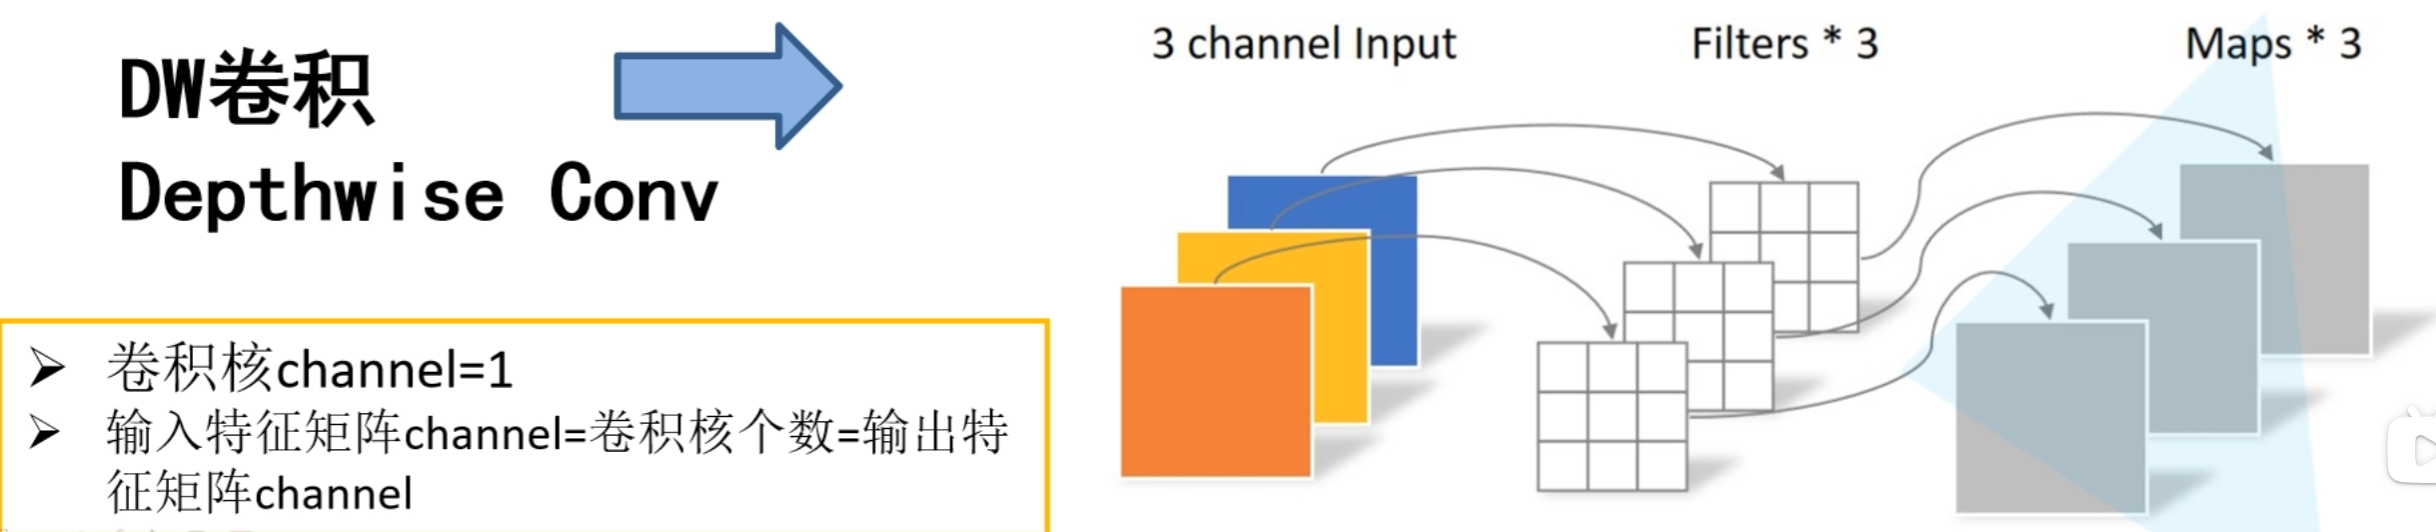 DW卷积
Depthwise Conv
卷积核channel=1
输入特征矩阵channel=卷积核个数=输出特
征矩阵channel
3 channel Input
Filters * 3
Maps * 3